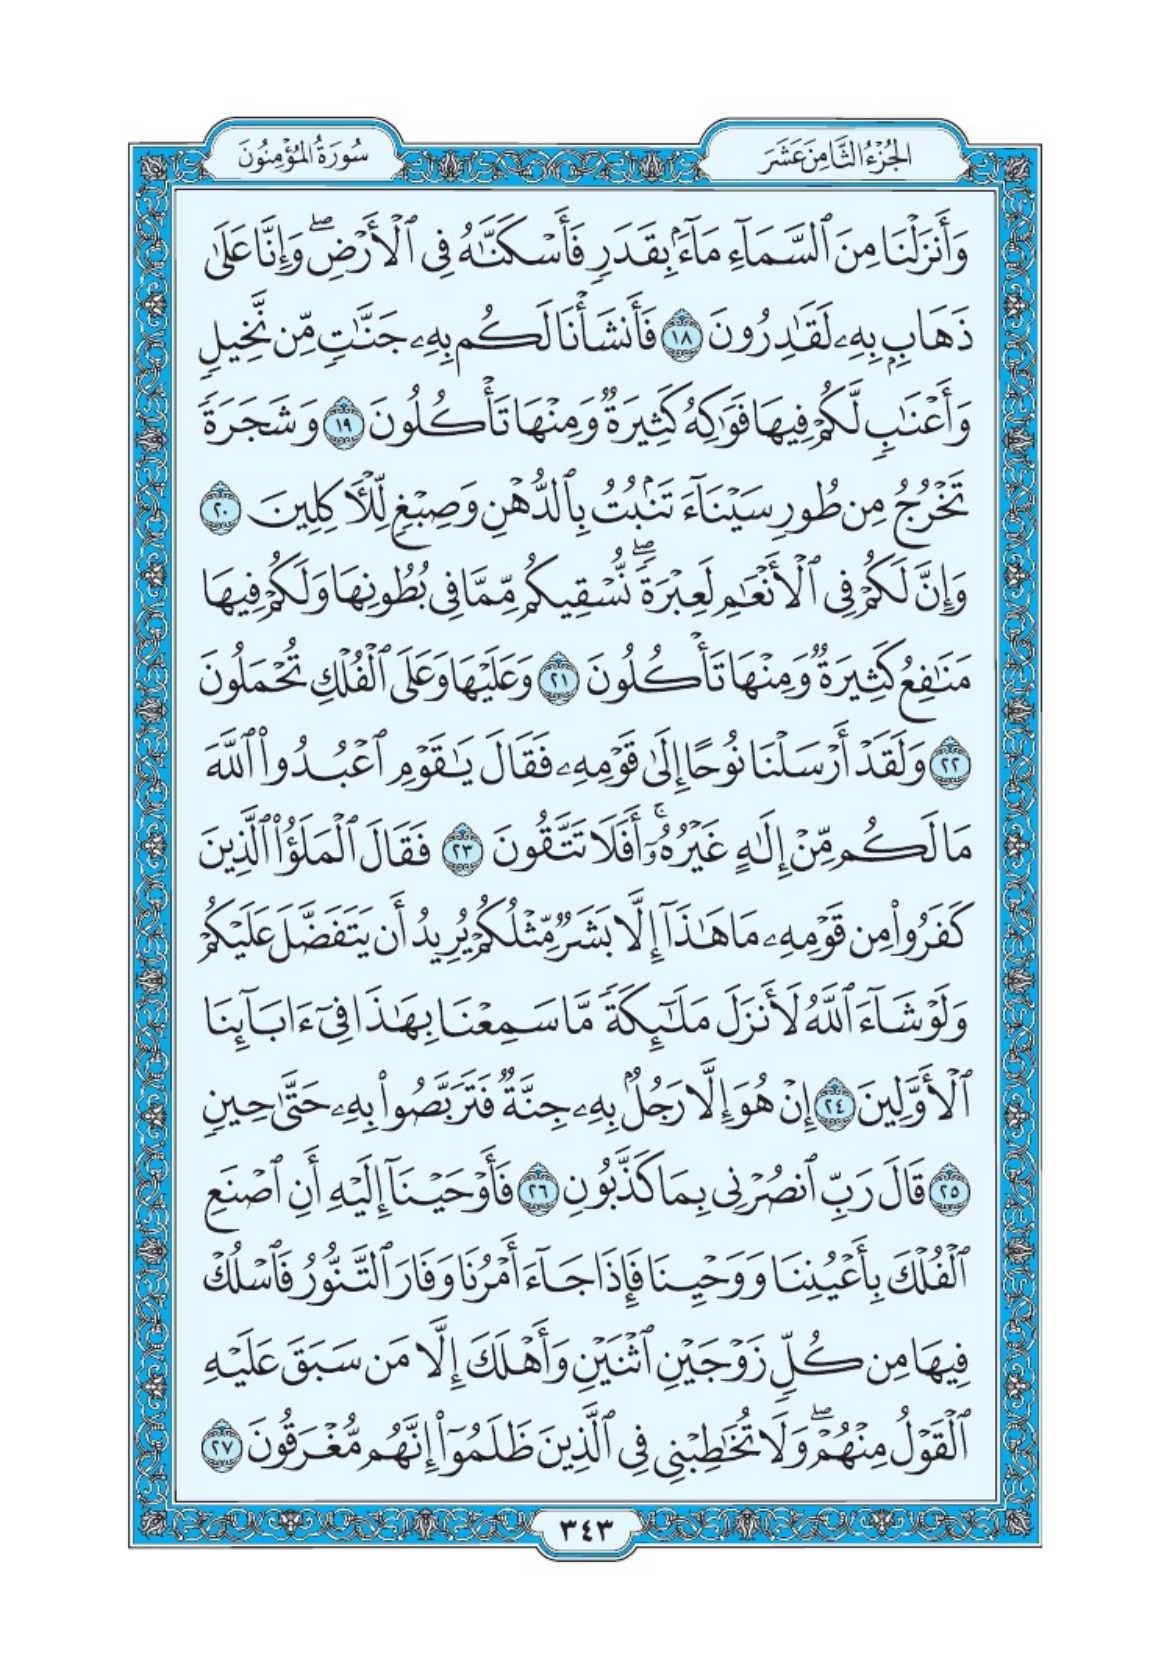 الجزء الثامن عشر
سورة المؤمنون
وَأَنزَلْنَا مِنَ ٱلسَّمَآءِ مَآءًۢ بِقَدَرٍ فَأَسْكَنَّٰهُ فِى ٱلْأَرْضِۖ وَإِنَّا عَلَىٰ
ذَهَابٍۭ بِهِۦ لَقَٰدِرُونَ ١٨ فَأَنشَأْنَا لَكُم بِهِۦ جَنَّٰتٍ مِّن نَّخِيلٍ
وَأَعْنَٰبٍ لَّكُمْ فِيهَا فَوَٰكِهُ كَثِيرَةٌ وَمِنْهَا تَأْكُلُونَ ١٩ وَشَجَرَةً
تَخْرُجُ مِن طُورِ سَيْنَآءَ تَنۢبُتُ بِٱلدُّهْنِ وَصِبْغٍ لِّلْـَٔاكِلِينَ ٢٠
وَإِنَّ لَكُمْ فِى ٱلْأَنْعَٰمِ لَعِبْرَةًۖ نُّسْقِيكُم مِّمَّا فِى بُطُونِهَا وَلَكُمْ فِيهَا
مَنَٰفِعُ كَثِيرَةٌ وَمِنْهَا تَأْكُلُونَ ٢١ وَعَلَيْهَا وَعَلَى ٱلْفُلْكِ تُحْمَلُونَ
٢٢ وَلَقَدْ أَرْسَلْنَا نُوحًا إِلَىٰ قَوْمِهِۦ فَقَالَ يَٰقَوْمِ ٱعْبُدُوا۟ ٱللَّهَ
مَا لَكُم مِّنْ إِلَٰهٍ غَيْرُهُۥٓۚ أَفَلَا تَتَّقُونَ ٢٣ فَقَالَ ٱلْمَلَؤُا۟ ٱلَّذِينَ
كَفَرُوا۟ مِن قَوْمِهِۦ مَا هَٰذَآ إِلَّا بَشَرٌ مِّثْلُكُمْ يُرِيدُ أَن يَتَفَضَّلَ عَلَيْكُمْ
وَلَوْ شَآءَ ٱللَّهُ لَأَنزَلَ مَلَٰٓئِكَةً مَّا سَمِعْنَا بِهَٰذَا فِىٓ ءَابَآئِنَا
ٱلْأَوَّلِينَ ٢٤ إِنْ هُوَ إِلَّا رَجُلٌۢ بِهِۦ جِنَّةٌ فَتَرَبَّصُوا۟ بِهِۦ حَتَّىٰ حِينٍ
٢٥ قَالَ رَبِّ ٱنصُرْنِى بِمَا كَذَّبُونِ ٢٦ فَأَوْحَيْنَآ إِلَيْهِ أَنِ ٱصْنَعِ
ٱلْفُلْكَ بِأَعْيُنِنَا وَوَحْيِنَا فَإِذَا جَآءَ أَمْرُنَا وَفَارَ ٱلتَّنُّورُ فَٱسْلُكْ
فِيهَا مِن كُلٍّ زَوْجَيْنِ ٱثْنَيْنِ وَأَهْلَكَ إِلَّا مَن سَبَقَ عَلَيْهِ
ٱلْقَوْلُ مِنْهُمْۖ وَلَا تُخَٰطِبْنِى فِى ٱلَّذِينَ ظَلَمُوٓا۟ إِنَّهُم مُّغْرَقُونَ ٢٧
٣٤٣